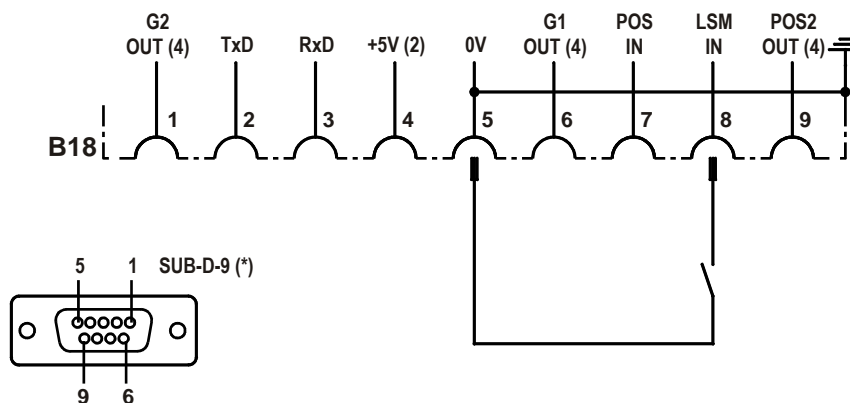 G2 OUT (4)
TxD
RxD
+5V (2)
0V
G1 OUT (4)
POS IN
LSM IN
POS2 OUT (4)
1 2 3 4 5 6 7 8 9
B18
5 1 SUB-D-9 (*)
9 6